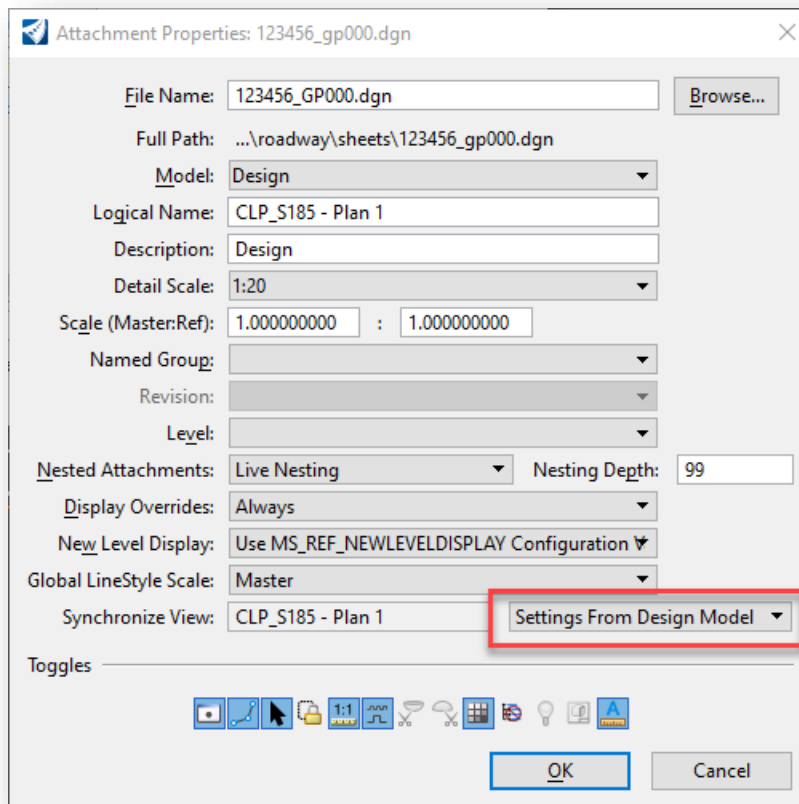 Attachment Properties: 123456_gp000.dgn
File Name: 123456_GP000.dgn Browse...
Full Path: ...\roadway\sheets\123456_gp000.dgn
Model: Design
Logical Name: CLP_S185 - Plan 1
Description: Design
Detail Scale: 1:20
Scale (Master:Ref): 1.000000000 : 1.000000000
Named Group:
Revision:
Level:
Nested Attachments: Live Nesting Nesting Depth: 99
Display Overrides: Always
New Level Display: Use MS_REF_NEWLEVELDISPLAY Configuration
Global LineStyle Scale: Master
Synchronize View: CLP_S185 - Plan 1 Settings From Design Model
Toggles
1:1 A
OK Cancel